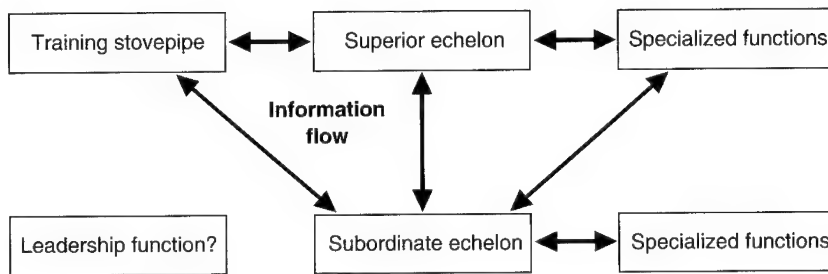 Training stovepipe
Superior echelon
Specialized functions
Information
flow
Leadership function?
Subordinate echelon
Specialized functions